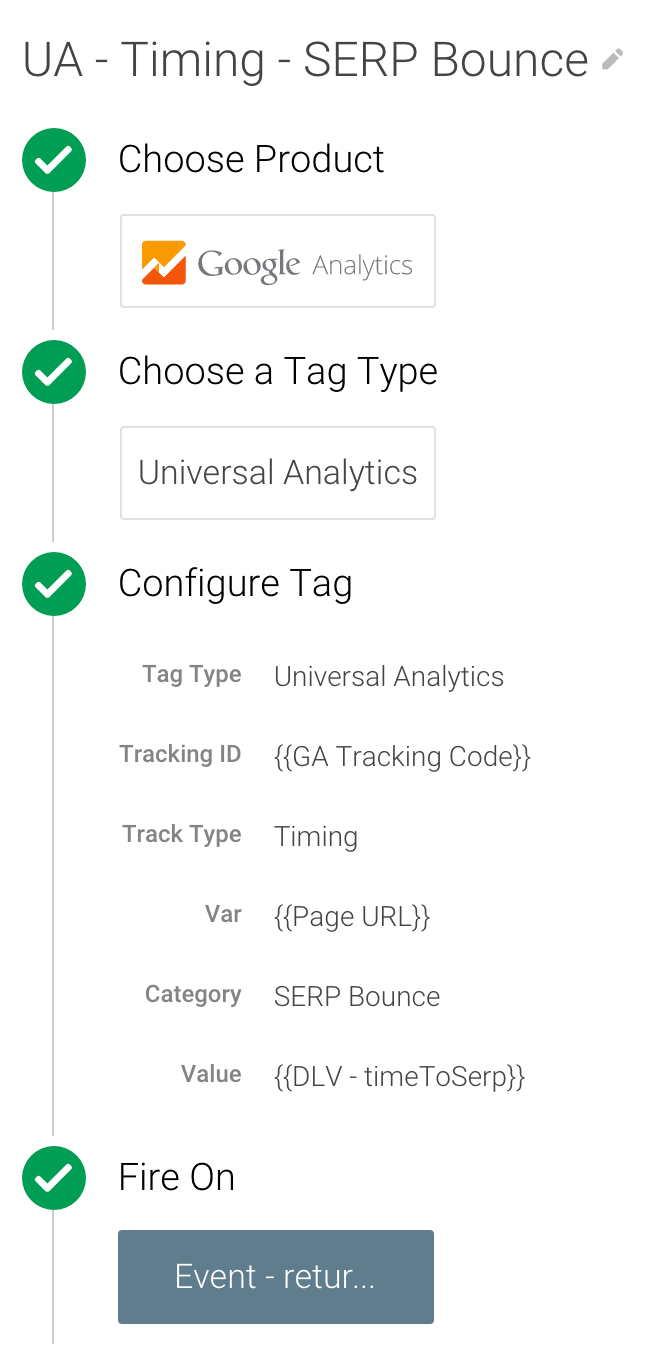 UA - Timing - SERP Bounce
Choose Product
Google Analytics
Choose a Tag Type
Universal Analytics
Configure Tag
Tag Type Universal Analytics
Tracking ID {{GA Tracking Code}}
Track Type Timing
Var {{Page URL}}
Category SERP Bounce
Value {{DLV - timeToSerp}}
Fire On
Event - retur...